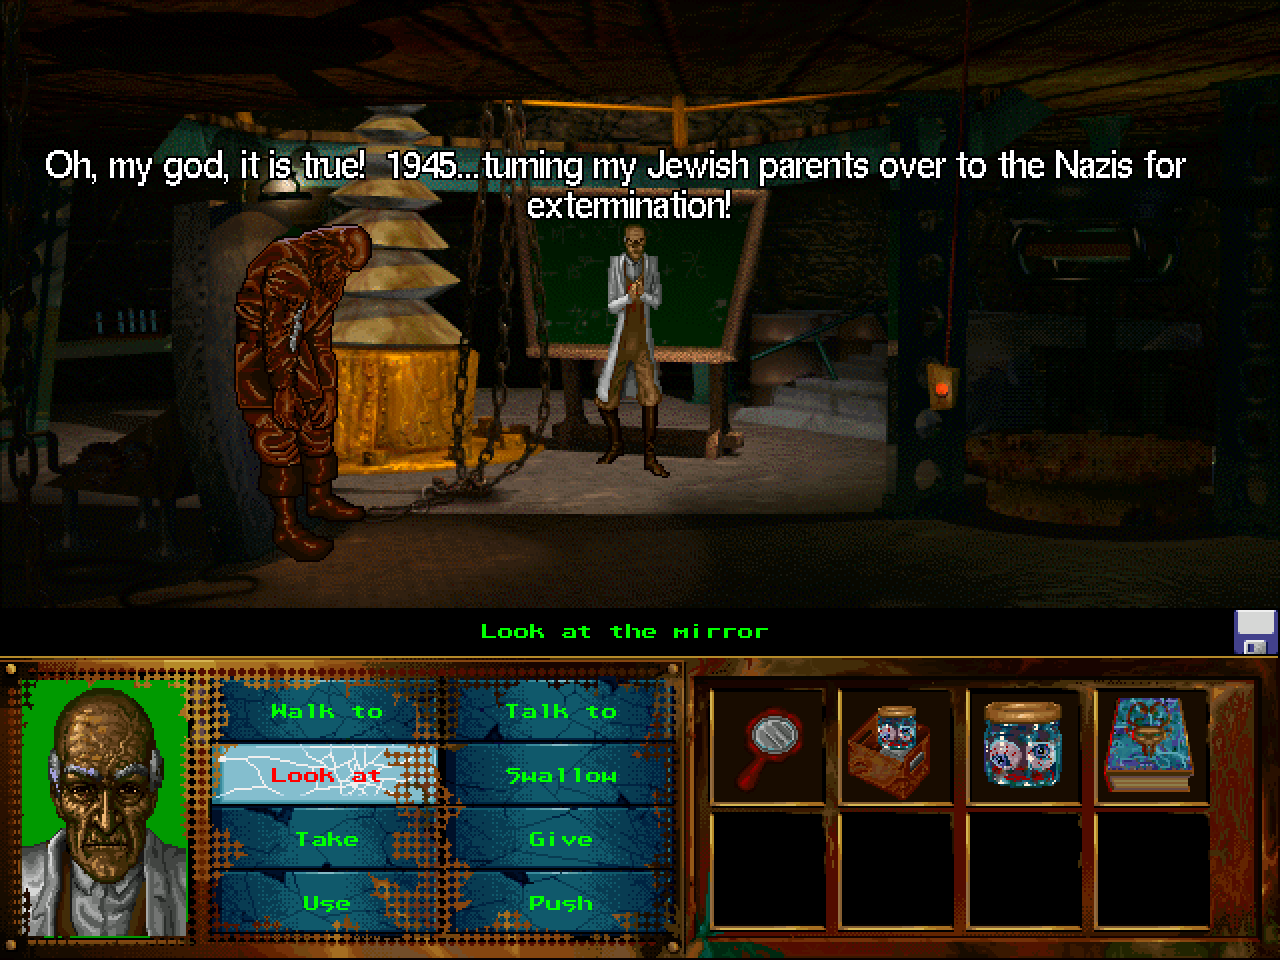 Oh, my god, it is true!  1945...turning my Jewish parents over to the Nazis for
extermination!
Look at the mirror
Walk to
Talk to
Look at
Swallow
Take
Give
Use
Push